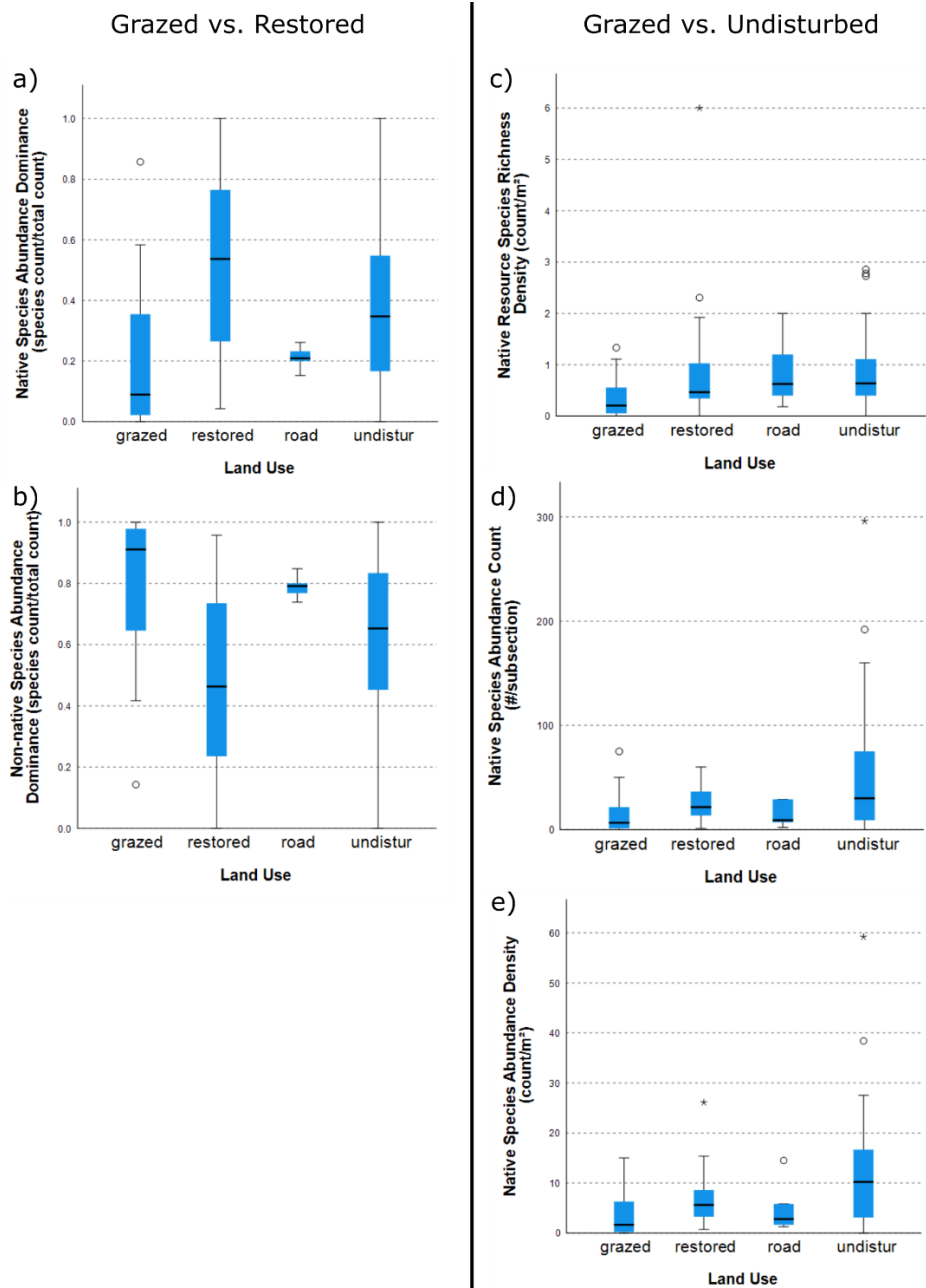 Grazed vs. Restored
a)
Native Species Abundance Dominance
(species count/total count)
1.0
0.8
0.6
0.4
0.2
0.0
grazed restored road undistur
Land Use
b)
Non-native Species Abundance
Dominance (species count/total count)
1.0
0.8
0.6
0.4
0.2
0.0
grazed restored road undistur
Land Use
Grazed vs. Undisturbed
c)
Native Resource Species Richness
Density (count/m²)
6
5
4
3
2
1
0
grazed restored road undistur
Land Use
d)
Native Species Abundance Count
(#/subsection)
300
200
100
0
grazed restored road undistur
Land Use
e)
Native Species Abundance Density
(count/m²)
60
50
40
30
20
10
0
grazed restored road undistur
Land Use